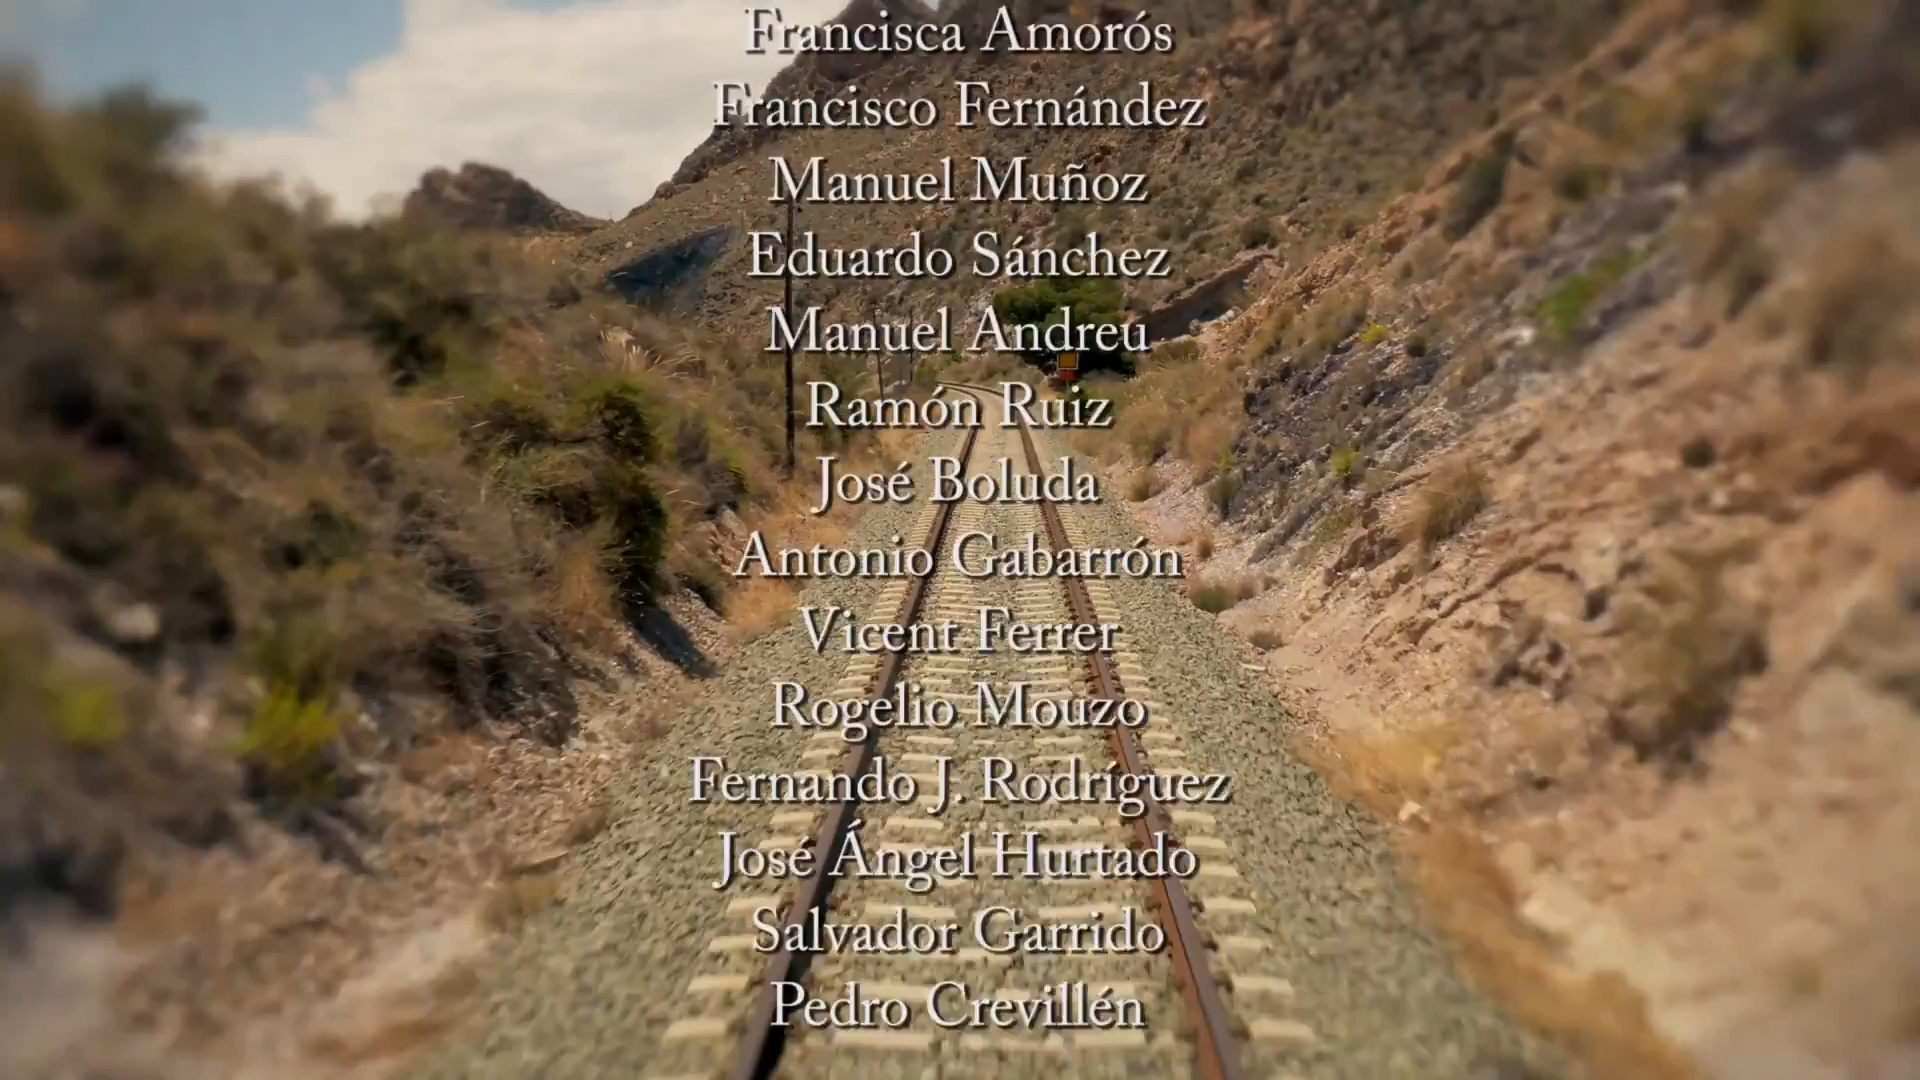 Francisca Amorós
Francisco Fernández
Manuel Muñoz
Eduardo Sánchez
Manuel Andreu
Ramón Ruiz
José Boluda
Antonio Gabarrón
Vicent Ferrer
Rogelio Mouzo
Fernando J. Rodríguez
José Ángel Hurtado
Salvador Garrido
Pedro Crevillén